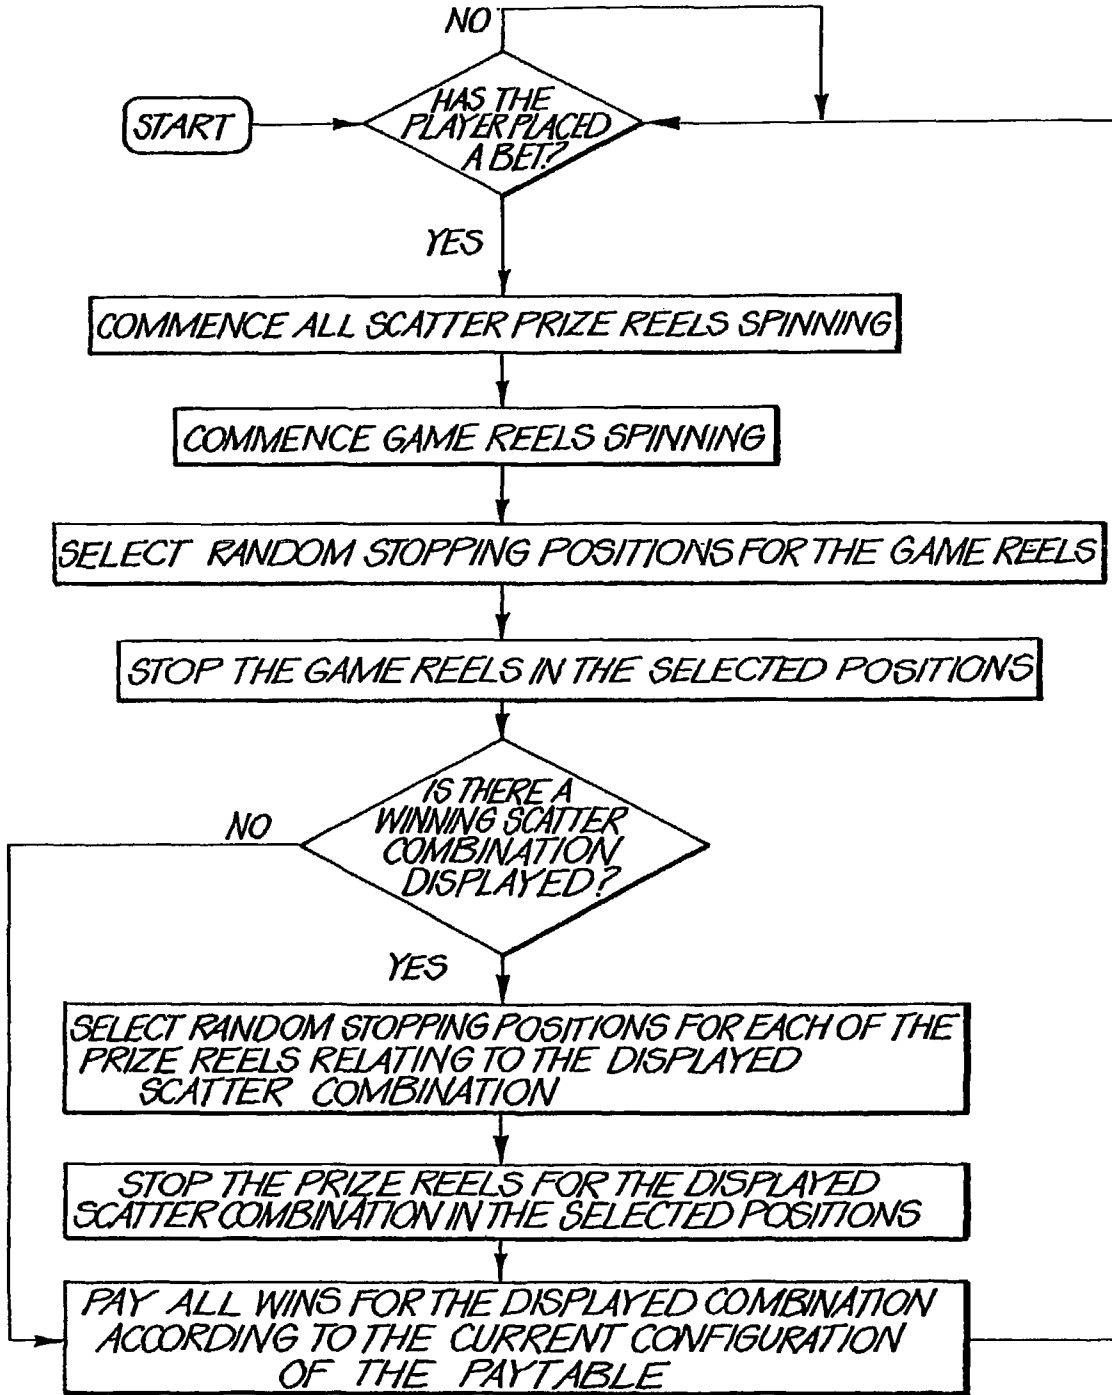 NO
START
HAS THE
PLAYER PLACED
A BET?
YES
COMMENCE ALL SCATTER PRIZE REELS SPINNING
COMMENCE GAME REELS SPINNING
SELECT RANDOM STOPPING POSITIONS FOR THE GAME REELS
STOP THE GAME REELS IN THE SELECTED POSITIONS
IS THERE A
WINNING SCATTER
COMBINATION
DISPLAYED?
NO
YES
SELECT RANDOM STOPPING POSITIONS FOR EACH OF THE
PRIZE REELS RELATING TO THE DISPLAYED
SCATTER COMBINATION
STOP THE PRIZE REELS FOR THE DISPLAYED
SCATTER COMBINATION IN THE SELECTED POSITIONS
PAY ALL WINS FOR THE DISPLAYED COMBINATION
ACCORDING TO THE CURRENT CONFIGURATION
OF THE PAYTABLE